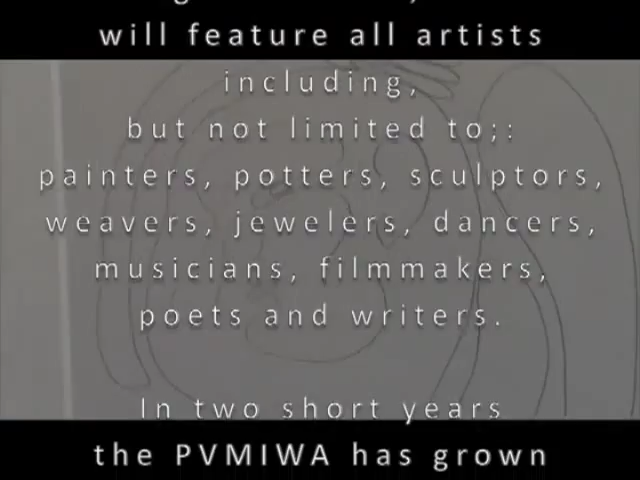 will feature all artists
including,
but not limited to;:
painters, potters, sculptors,
weavers, jewelers, dancers,
musicians, filmmakers,
poets and writers.
In two short years
the PVMIWA has grown